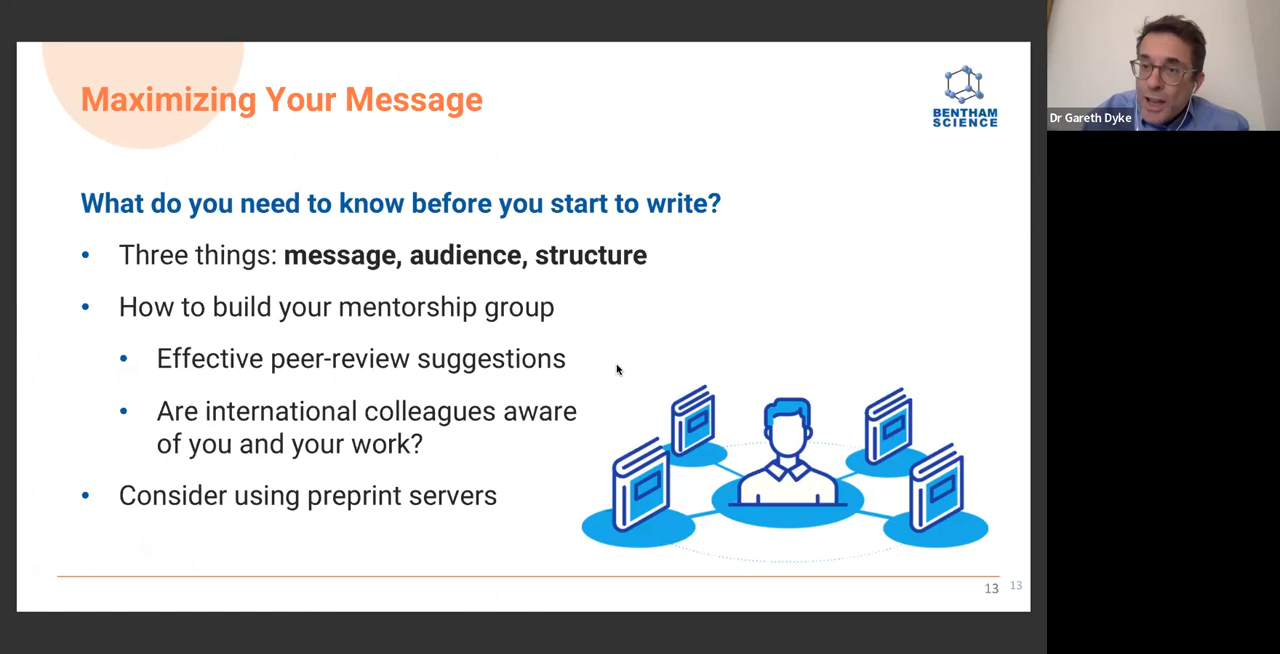 Maximizing Your Message
BENTHAM
SCIENCE
Dr Gareth Dyke
What do you need to know before you start to write?
• Three things: message, audience, structure
• How to build your mentorship group
• Effective peer-review suggestions
• Are international colleagues aware
of you and your work?
• Consider using preprint servers
13
13